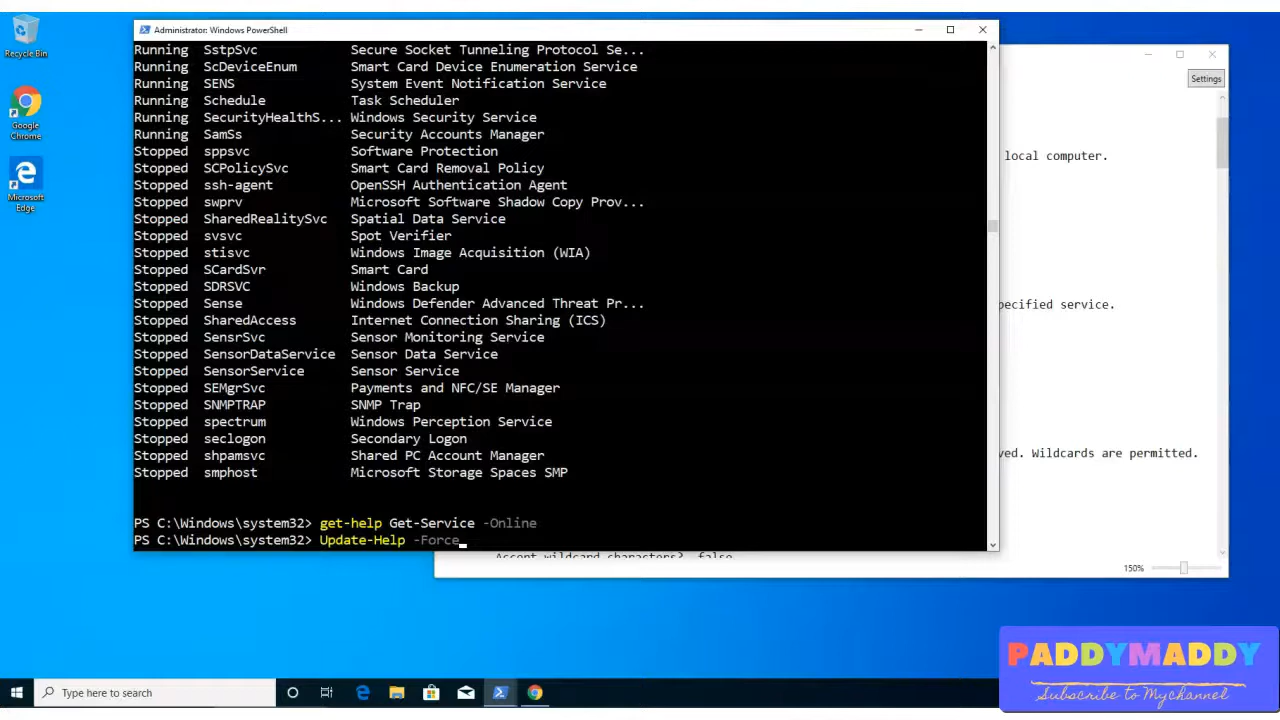 Recycle Bin
Google
Chrome
Microsoft
Edge
Administrator: Windows PowerShell
Running SstpSvc Secure Socket Tunneling Protocol Se...
Running ScDeviceEnum Smart Card Device Enumeration Service
Running SENS System Event Notification Service
Running Schedule Task Scheduler
Running SecurityHealthS... Windows Security Service
Running SamSs Security Accounts Manager
Stopped sppsvc Software Protection
Stopped SCPolicySvc Smart Card Removal Policy
Stopped ssh-agent OpenSSH Authentication Agent
Stopped swprv Microsoft Software Shadow Copy Prov...
Stopped SharedRealitySvc Spatial Data Service
Stopped svsvc Spot Verifier
Stopped stisvc Windows Image Acquisition (WIA)
Stopped SCardSvr Smart Card
Stopped SDRSVC Windows Backup
Stopped Sense Windows Defender Advanced Threat Pr...
Stopped SharedAccess Internet Connection Sharing (ICS)
Stopped SensrSvc Sensor Monitoring Service
Stopped SensorDataService Sensor Data Service
Stopped SensorService Sensor Service
Stopped SEMgrSvc Payments and NFC/SE Manager
Stopped SNMPTRAP SNMP Trap
Stopped spectrum Windows Perception Service
Stopped seclogon Secondary Logon
Stopped shpamsvc Shared PC Account Manager
Stopped smphost Microsoft Storage Spaces SMP
PS C:\Windows\system32> get-help Get-Service -Online
PS C:\Windows\system32> Update-Help -Force
Settings
local computer.
pecified service.
ved. Wildcards are permitted.
Accept wildcard characters? false
150%
Type here to search
PADDYMADDY
Subscribe to Mychannel